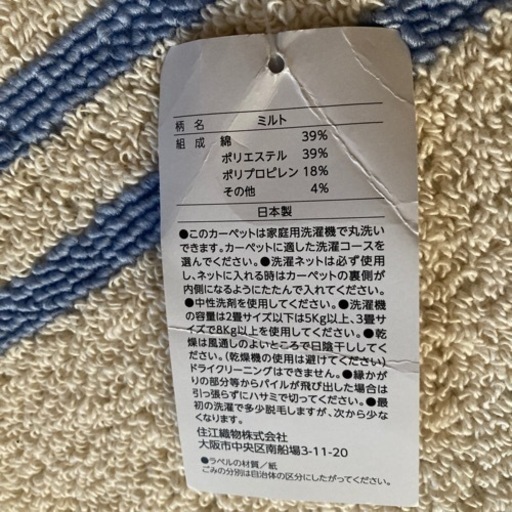 柄名 ミルト
組成 綿 39%
ポリエステル 39%
ポリプロピレン 18%
その他 4%
日本製
●このカーペットは家庭用洗濯機で丸洗い
できます。カーペットに適した洗濯コースを
選んでください。●洗濯ネットは必ず使用
し、ネットに入れる時はカーペットの裏側が
内側になるようにたたんで入れてください。
●中性洗剤を使用してください。●洗濯機
の容量は2畳サイズ以下は5Kg以上、3畳サ
イズで8Kg以上を使用してください。●乾
燥は風通しのよいところで日陰干ししてく
ださい。(乾燥機の使用は避けてください)
ドライクリーニングはできません。●縁かが
りの部分等からパイルが飛び出した場合は
引っ張らずにハサミで切ってください。●最
初の洗濯で多少脱毛しますが、次から少な
くなります。
住江織物株式会社
大阪市中央区南船場3-11-20
●ラベルの材質/紙
ごみの分別は自治体の区分にしたがってください。